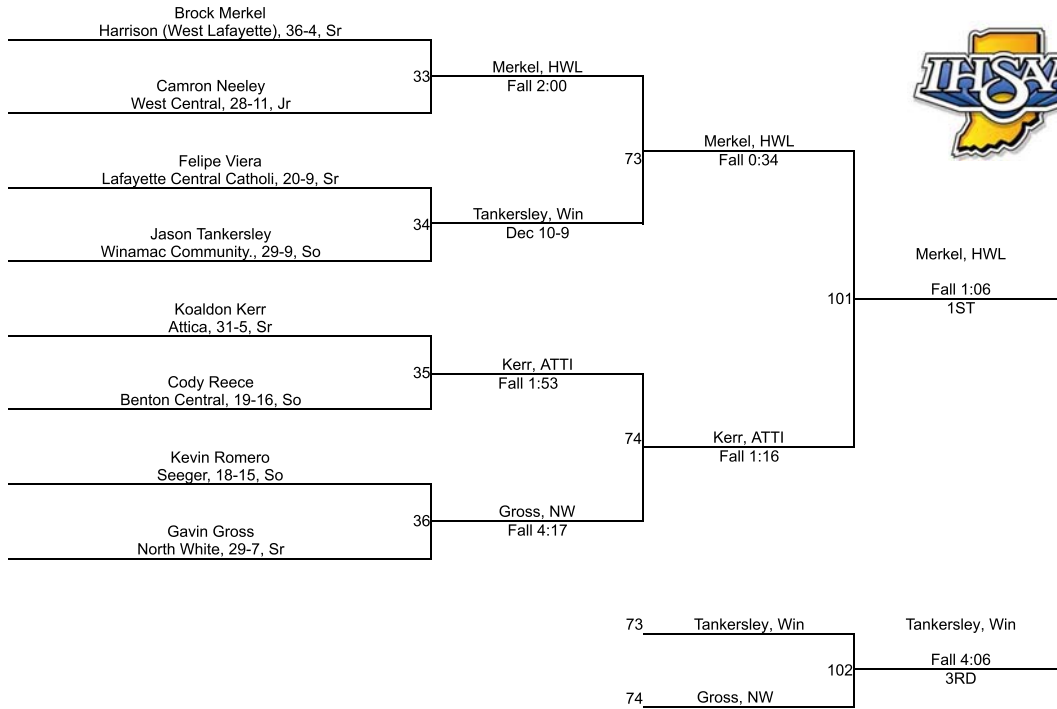 Brock Merkel
Harrison (West Lafayette), 36-4, Sr
33
Merkel, HWL
Fall 2:00
Camron Neeley
West Central, 28-11, Jr
IHSAA
73
Merkel, HWL
Fall 0:34
Felipe Viera
Lafayette Central Catholi, 20-9, Sr
34
Tankersley, Win
Dec 10-9
Jason Tankersley
Winamac Community., 29-9, So
101
Merkel, HWL
Fall 1:06
1ST
Koaldon Kerr
Attica, 31-5, Sr
35
Kerr, ATTI
Fall 1:53
Cody Reece
Benton Central, 19-16, So
74
Kerr, ATTI
Fall 1:16
Kevin Romero
Seeger, 18-15, So
36
Gross, NW
Fall 4:17
Gavin Gross
North White, 29-7, Sr
73
Tankersley, Win
102
Tankersley, Win
Fall 4:06
3RD
74
Gross, NW